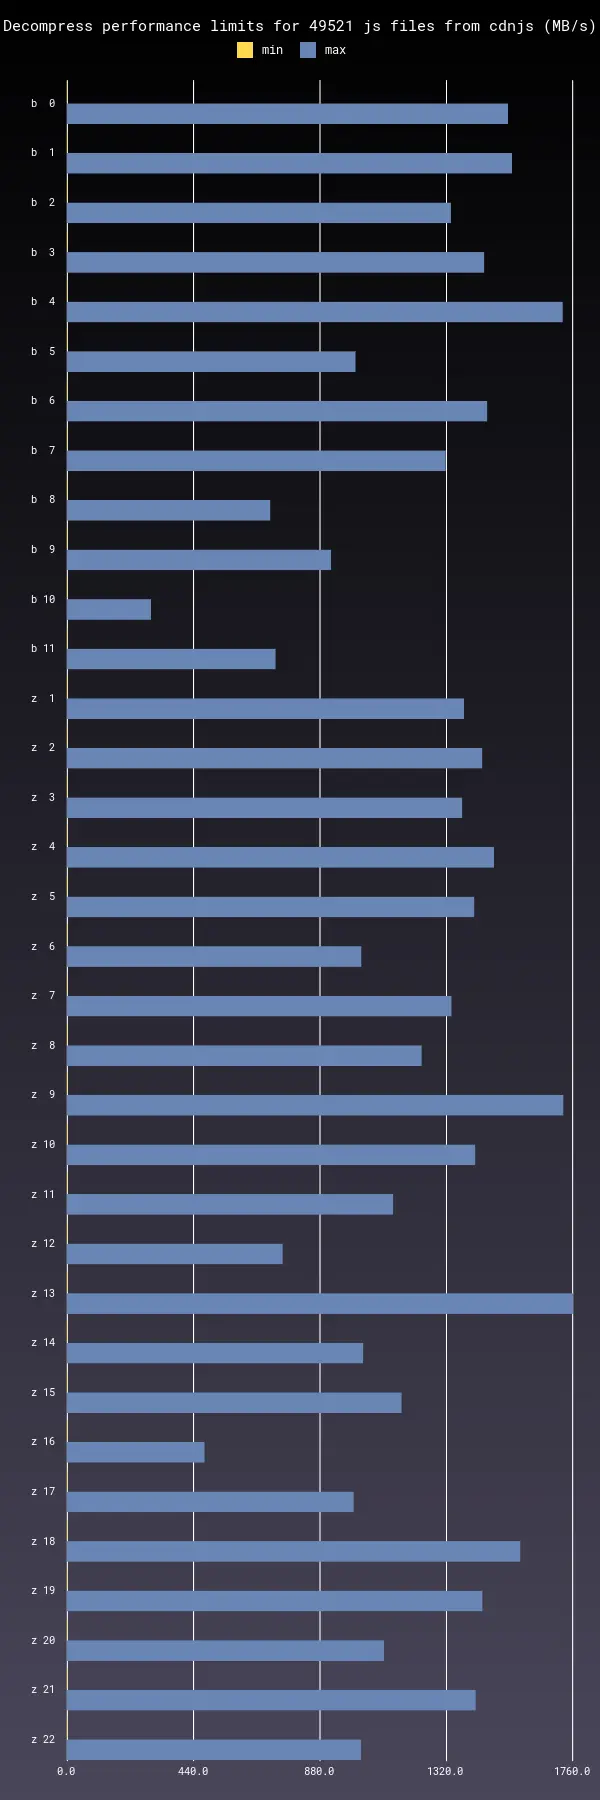 Decompress performance limits for 49521 js files from cdnjs (MB/s)
min max
b 0
b 1
b 2
b 3
b 4
b 5
b 6
b 7
b 8
b 9
b 10
b 11
z 1
z 2
z 3
z 4
z 5
z 6
z 7
z 8
z 9
z 10
z 11
z 12
z 13
z 14
z 15
z 16
z 17
z 18
z 19
z 20
z 21
z 22
0.0 440.0 880.0 1320.0 1760.0